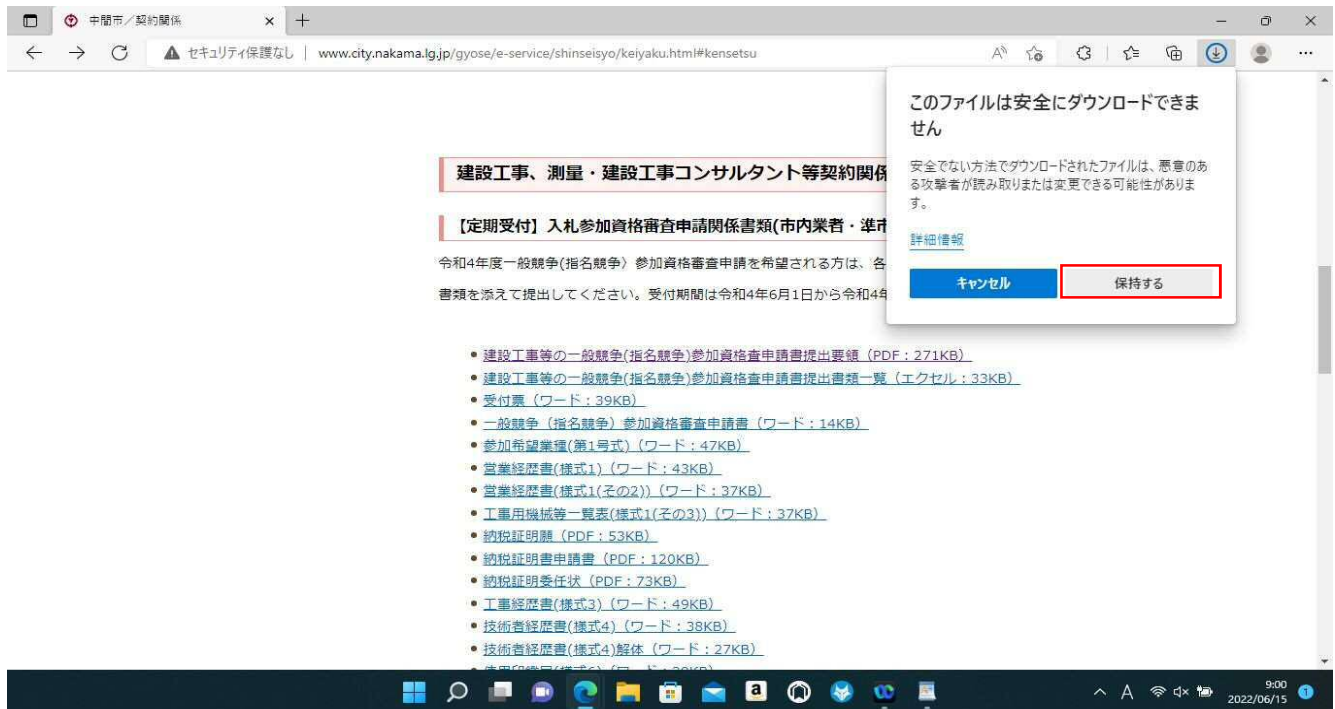 中間市／契約関係
セキュリティ保護なし | www.city.nakama.lg.jp/gyose/e-service/shinseisyo/keiyaku.html#kensetsu
このファイルは安全にダウンロードできま
せん
安全でない方法でダウンロードされたファイルは、悪意のあ
る攻撃者が読み取りまたは変更できる可能性がありま
す。
詳細情報
キャンセル
保持する
建設工事、測量・建設工事コンサルタント等契約関係
【定期受付】入札参加資格審査申請関係書類(市内業者・準市
令和4年度一般競争(指名競争）参加資格審査申請を希望される方は、各
書類を添えて提出してください。受付期間は令和4年6月1日から令和4年
建設工事等の一般競争(指名競争)参加資格査申請書提出要領（PDF：271KB）
建設工事等の一般競争(指名競争)参加資格査申請書提出書類一覧（エクセル：33KB）
受付票（ワード：39KB）
一般競争（指名競争）参加資格審査申請書（ワード：14KB）
参加希望業種(第1号式)（ワード：47KB）
営業経歴書(様式1)（ワード：43KB）
営業経歴書(様式1(その2))（ワード：37KB）
工事用機械等一覧表(様式1(その3))（ワード：37KB）
納税証明願（PDF：53KB）
納税証明書申請書（PDF：120KB）
納税証明委任状（PDF：73KB）
工事経歴書(様式3)（ワード：49KB）
技術者経歴書(様式4)（ワード：38KB）
技術者経歴書(様式4)解体（ワード：27KB）
A
9:00
2022/06/15
1